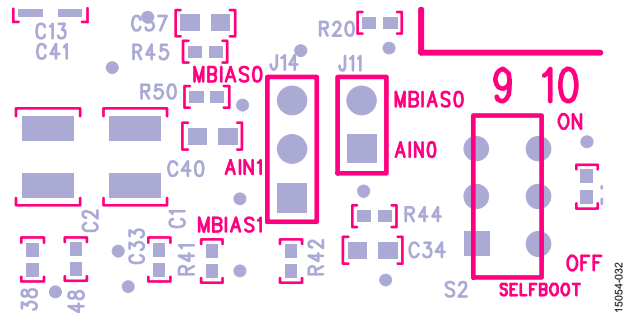 C13
C41
C37
R45
R50
MBIAS0
J14
R20
J11
MBIAS0
AIN0
AIN1
MBIAS1
C40
C2
C1
C33
R41
R42
R44
C34
38
48
9 10
ON
OFF
S2
SELFBOOT
15054-032